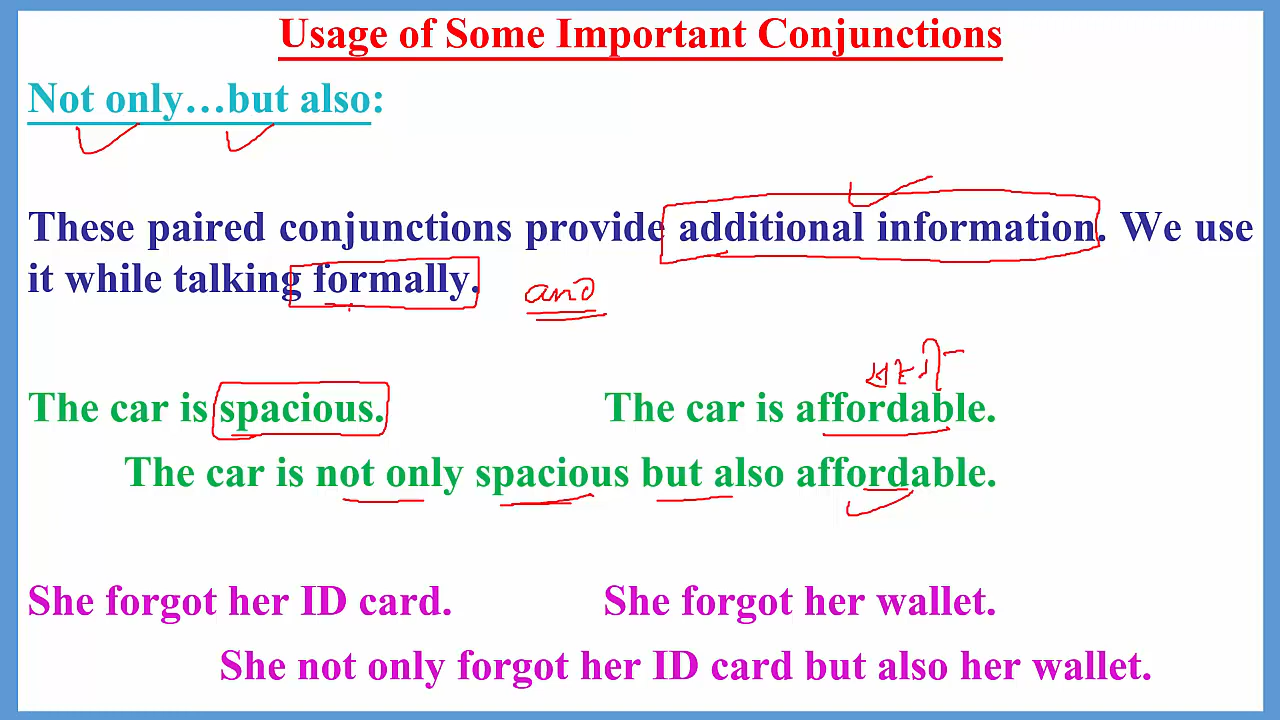 Usage of Some Important Conjunctions
Not only…but also:
These paired conjunctions provide additional information. We use
it while talking formally. and
The car is spacious. The car is affordable.
The car is not only spacious but also affordable.
She forgot her ID card. She forgot her wallet.
She not only forgot her ID card but also her wallet.